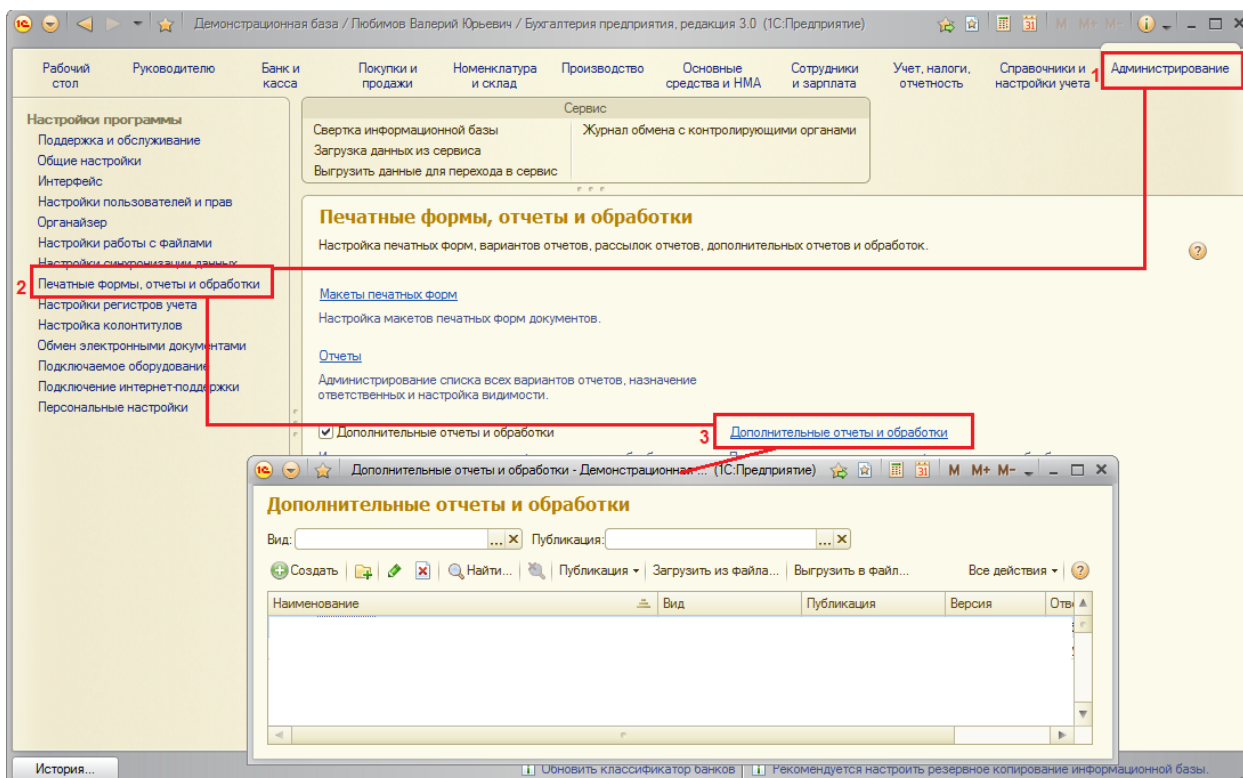 Демонстрационная база / Любимов Валерий Юрьевич / Бухгалтерия предприятия, редакция 3.0 (1С:Предприятие)
M M+ M-
Рабочий стол
Руководителю
Банк и касса
Покупки и продажи
Номенклатура и склад
Производство
Основные средства и НМА
Сотрудники и зарплата
Учет, налоги, отчетность
Справочники и настройки учета
1
Администрирование
Настройки программы
Поддержка и обслуживание
Общие настройки
Интерфейс
Настройки пользователей и прав
Органайзер
Настройки работы с файлами
Настройки синхронизации данных
2
Печатные формы, отчеты и обработки
Настройки регистров учета
Настройка колонтитулов
Обмен электронными документами
Подключаемое оборудование
Подключение интернет-поддержки
Персональные настройки
Сервис
Свертка информационной базы
Журнал обмена с контролирующими органами
Загрузка данных из сервиса
Выгрузить данные для перехода в сервис
Печатные формы, отчеты и обработки
Настройка печатных форм, вариантов отчетов, рассылок отчетов, дополнительных отчетов и обработок.
Макеты печатных форм
Настройка макетов печатных форм документов.
Отчеты
Администрирование списка всех вариантов отчетов, назначение
ответственных и настройка видимости.
Дополнительные отчеты и обработки
3
Дополнительные отчеты и обработки
Дополнительные отчеты и обработки - Демонстрационная ... (1С:Предприятие)
31 M M+ M-
Дополнительные отчеты и обработки
Вид:
Публикация:
Создать
Найти...
Публикация
Загрузить из файла...
Выгрузить в файл...
Все действия
Наименование
Вид
Публикация
Версия
Отве
История...
Обновить классификатор банков
Рекомендуется настроить резервное копирование информационной базы.